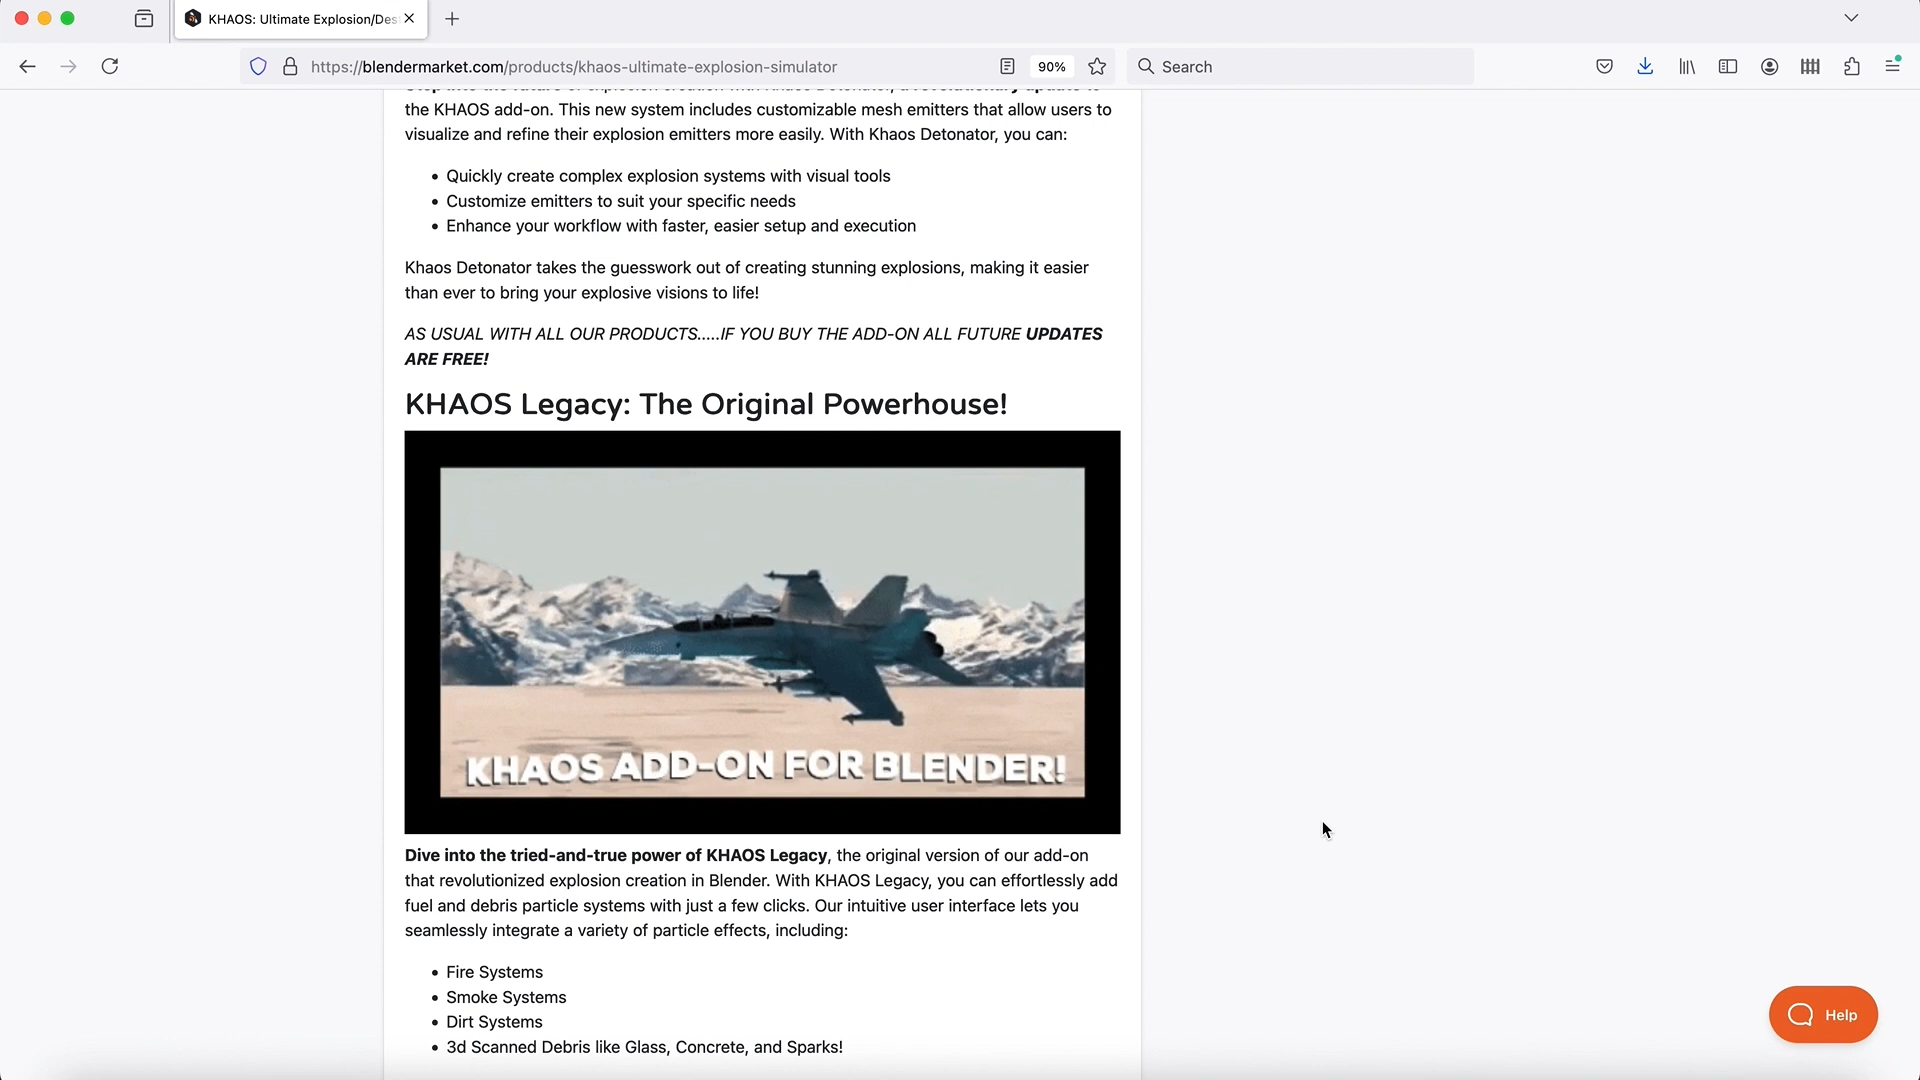 KHAOS: Ultimate Explosion/Des
https://blendermarket.com/products/khaos-ultimate-explosion-simulator
90%
Search
the KHAOS add-on. This new system includes customizable mesh emitters that allow users to
visualize and refine their explosion emitters more easily. With Khaos Detonator, you can:
• Quickly create complex explosion systems with visual tools
• Customize emitters to suit your specific needs
• Enhance your workflow with faster, easier setup and execution
Khaos Detonator takes the guesswork out of creating stunning explosions, making it easier
than ever to bring your explosive visions to life!
AS USUAL WITH ALL OUR PRODUCTS.....IF YOU BUY THE ADD-ON ALL FUTURE UPDATES
ARE FREE!
KHAOS Legacy: The Original Powerhouse!
KHAOS ADD-ON FOR BLENDER!
Dive into the tried-and-true power of KHAOS Legacy, the original version of our add-on
that revolutionized explosion creation in Blender. With KHAOS Legacy, you can effortlessly add
fuel and debris particle systems with just a few clicks. Our intuitive user interface lets you
seamlessly integrate a variety of particle effects, including:
• Fire Systems
• Smoke Systems
• Dirt Systems
• 3d Scanned Debris like Glass, Concrete, and Sparks!
Help